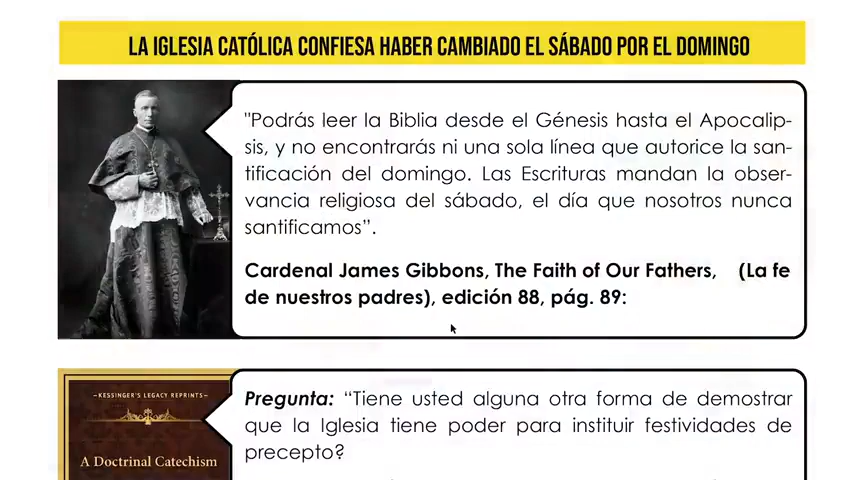 LA IGLESIA CATÓLICA CONFIESA HABER CAMBIADO EL SÁBADO POR EL DOMINGO
"Podrás leer la Biblia desde el Génesis hasta el Apocalip-
sis, y no encontrarás ni una sola línea que autorice la san-
tificación del domingo. Las Escrituras mandan la obser-
vancia religiosa del sábado, el día que nosotros nunca
santificamos”.
Cardenal James Gibbons, The Faith of Our Fathers, (La fe
de nuestros padres), edición 88, pág. 89:
~KESSINGER'S LEGACY REPRINTS~
A Doctrinal Catechism
Pregunta: “Tiene usted alguna otra forma de demostrar
que la Iglesia tiene poder para instituir festividades de
precepto?